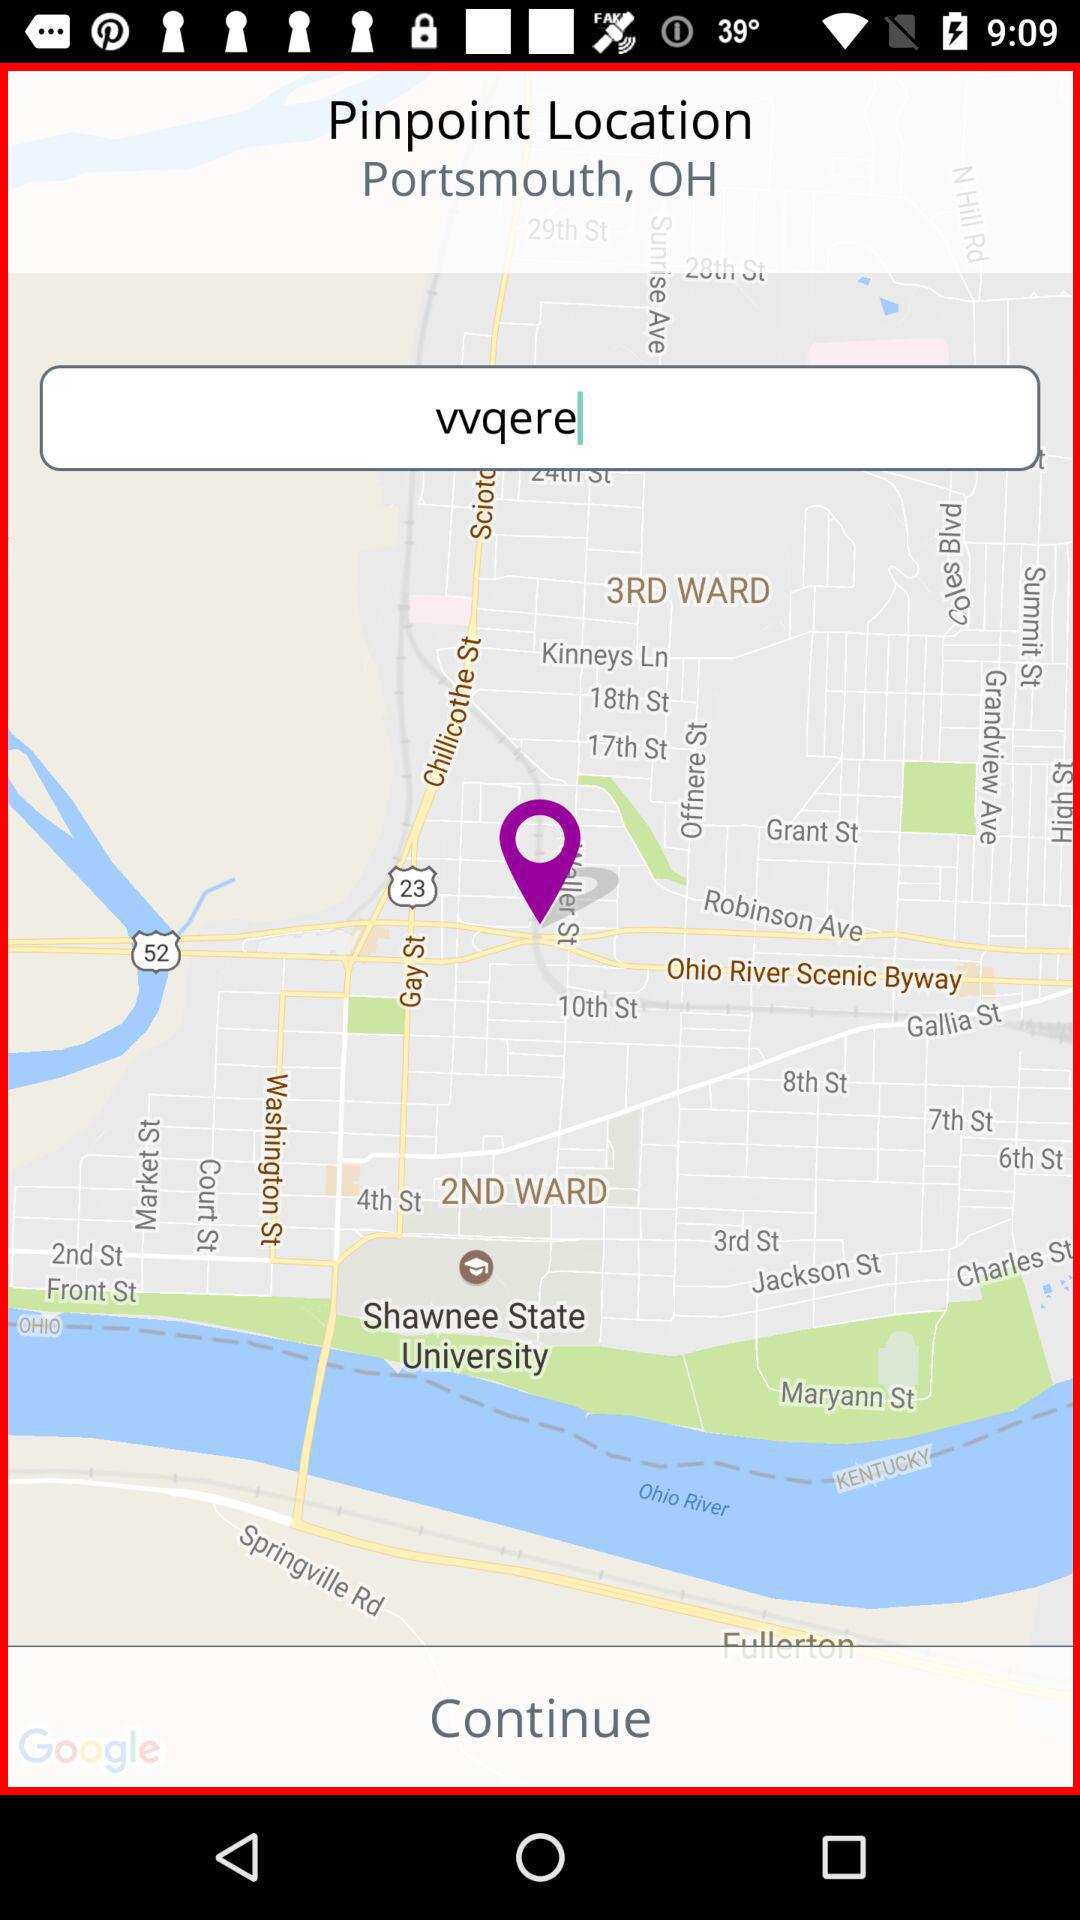 FAKE 39° 9:09
Pinpoint Location
Portsmouth, OH
N Hill Rd
29th St
Sunrise Ave
28th St
vvqere
24th St
Scioto
Coles Blvd
3RD WARD
Summit St
Chillicothe St
Kinneys Ln
18th St
Grandview Ave
17th St
Offnere St
High St
Grant St
23
Waller St
Robinson Ave
52
Gay St
Ohio River Scenic Byway
10th St
Gallia St
8th St
Washington St
7th St
Market St
Court St
6th St
4th St
2ND WARD
2nd St
3rd St
Jackson St
Charles St
Front St
Shawnee State
University
OHIO
Maryann St
KENTUCKY
Ohio River
Springville Rd
Fullerton
Continue
Google